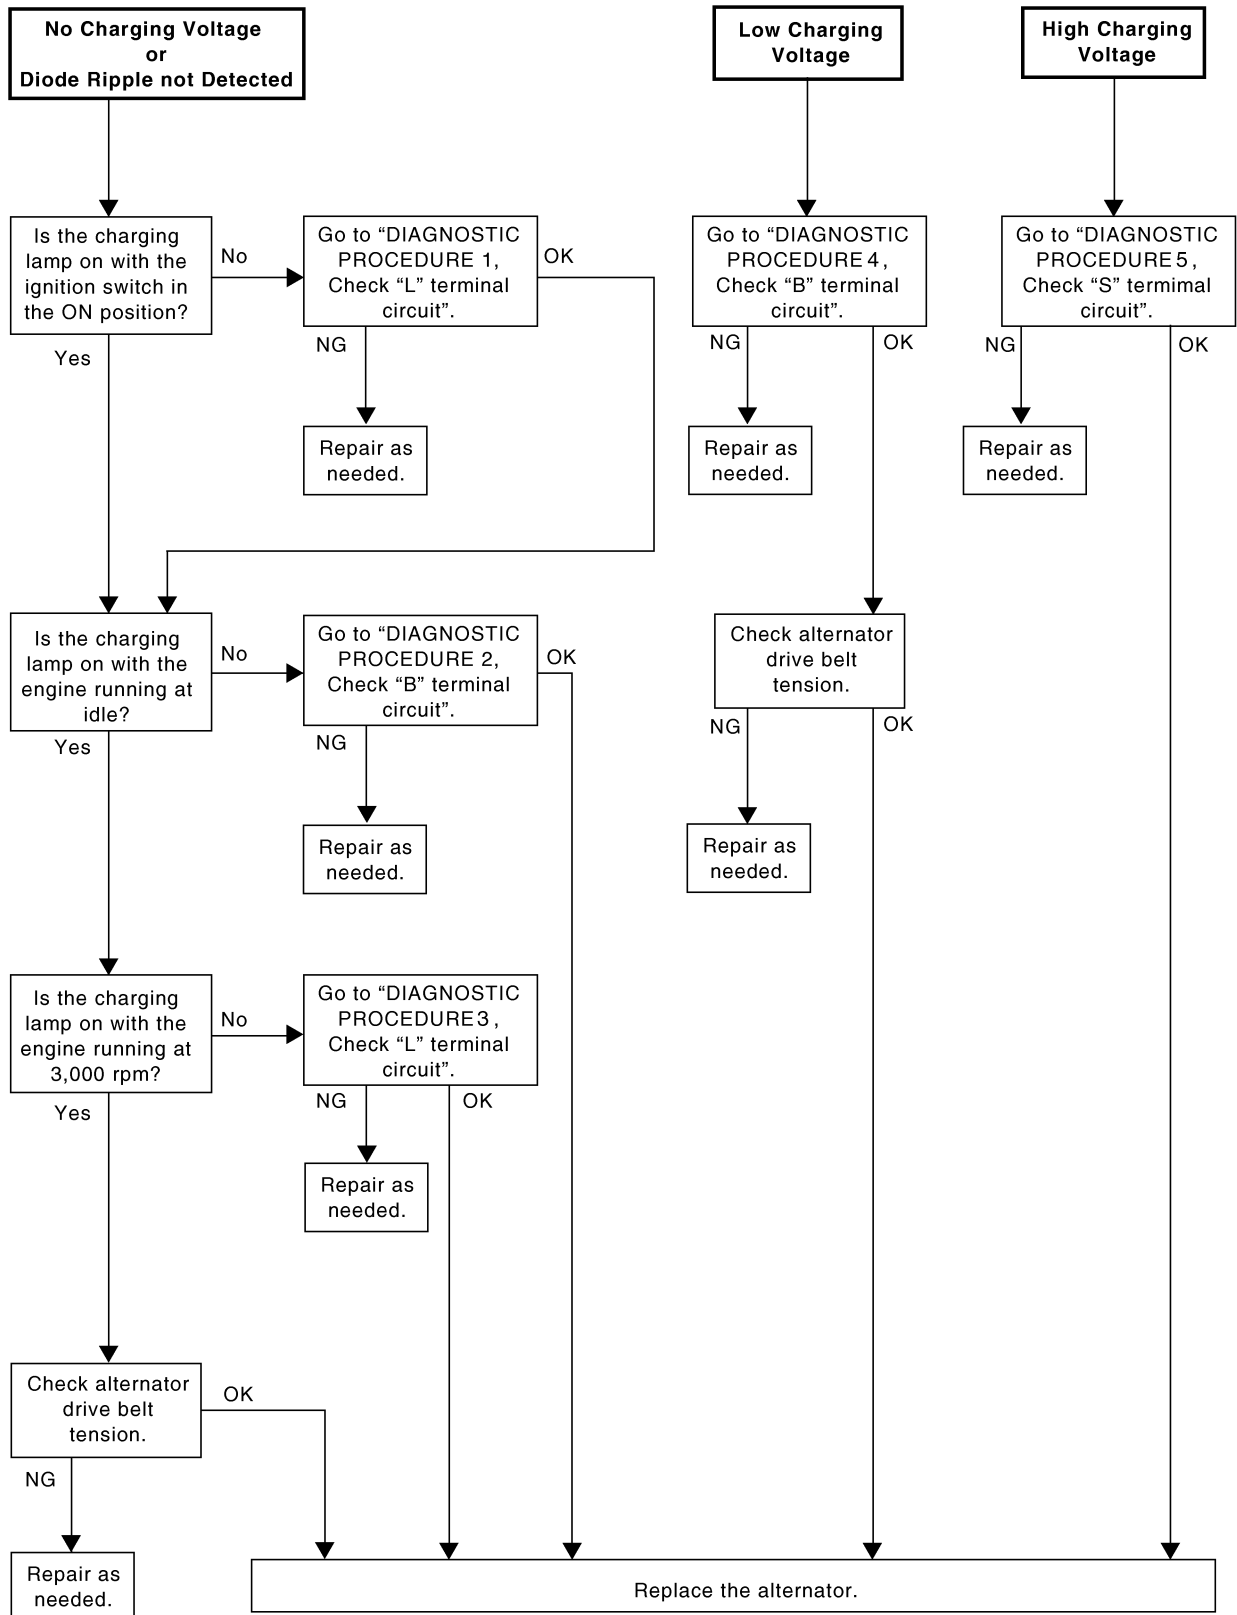 No Charging Voltage
or
Diode Ripple not Detected
Low Charging
Voltage
High Charging
Voltage
Is the charging
lamp on with the
ignition switch in
the ON position?
No
Go to “DIAGNOSTIC
PROCEDURE 1,
Check “L” terminal
circuit”.
OK
NG
Yes
Repair as
needed.
Go to “DIAGNOSTIC
PROCEDURE 4,
Check “B” terminal
circuit”.
NG
OK
Repair as
needed.
Go to “DIAGNOSTIC
PROCEDURE 5,
Check “S” termimal
circuit”.
NG
OK
Repair as
needed.
Is the charging
lamp on with the
engine running at
idle?
No
Go to “DIAGNOSTIC
PROCEDURE 2,
Check “B” terminal
circuit”.
OK
NG
Yes
Repair as
needed.
Check alternator
drive belt
tension.
NG
OK
Repair as
needed.
Is the charging
lamp on with the
engine running at
3,000 rpm?
No
Go to “DIAGNOSTIC
PROCEDURE 3,
Check “L” terminal
circuit”.
NG
OK
Yes
Repair as
needed.
Check alternator
drive belt
tension.
OK
NG
Repair as
needed.
Replace the alternator.